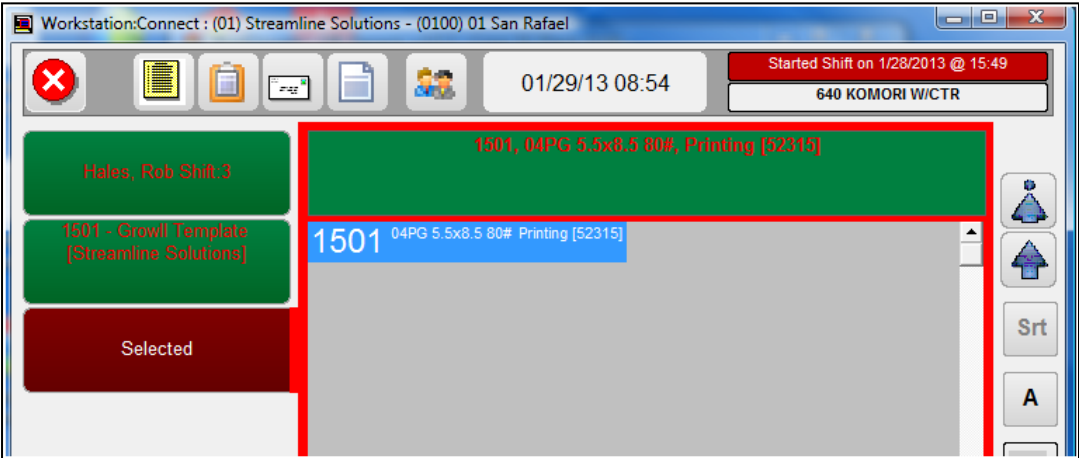 Workstation:Connect : (01) Streamline Solutions - (0100) 01 San Rafael
01/29/13 08:54
Started Shift on 1/28/2013 @ 15:49
640 KOMORI W/CTR
Hales, Rob Shift:3
1501 - Growll Template
[Streamline Solutions]
Selected
1501, 04PG 5.5x8.5 80#, Printing [52315]
1501 04PG 5.5x8.5 80# Printing [52315]
Srt
A